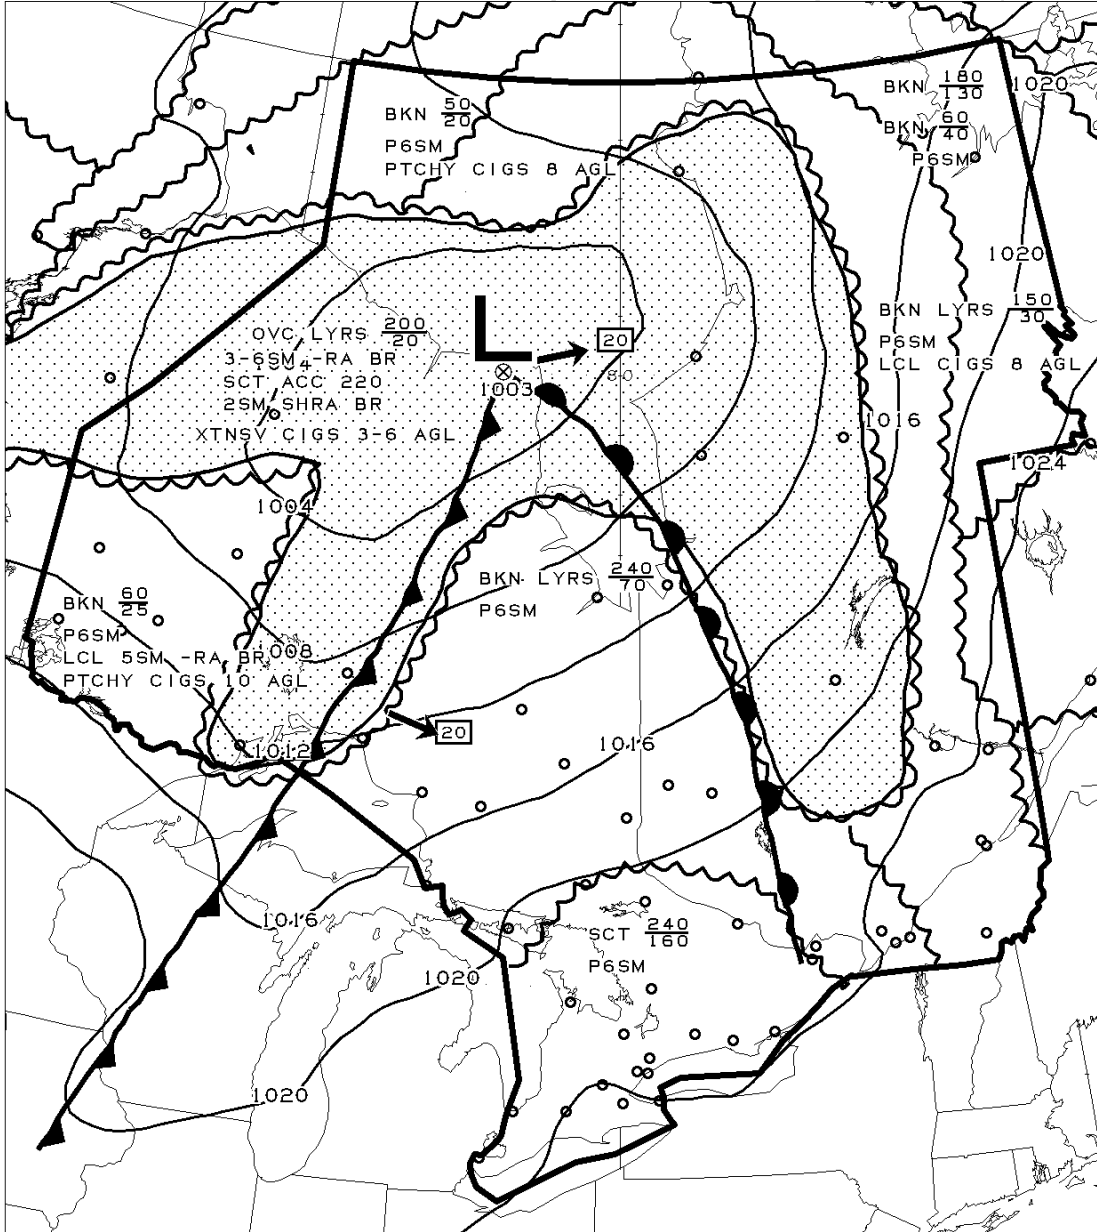 BKN 50/20
P6SM
PTCHY CIGS 8 AGL
BKN 180/130
BKN 60/40
P6SM
1020
1020
BKN LYRS 150/30
P6SM
LCL CIGS 8 AGL
OVC LYRS 200/20
3-6SM -RA BR
1004
SCT ACC 220
2SM SHRA BR
XTNSV CIGS 3-6 AGL
L
20
80
1003
1016
1024
1004
BKN LYRS 240/70
P6SM
BKN 60/25
P6SM
LCL 5SM -RA BR
PTCHY CIGS 10 AGL
1008
20
1012
1016
1016
SCT 240/160
P6SM
1020
1020